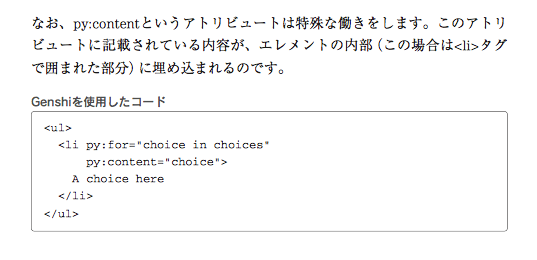 なお、py:contentというアトリビュートは特殊な働きをします。このアトリ
ビュートに記載されている内容が、エレメントの内部（この場合は<li>タグ
で囲まれた部分）に埋め込まれるのです。
Genshiを使用したコード
<ul>
  <li py:for="choice in choices"
      py:content="choice">
    A choice here
  </li>
</ul>